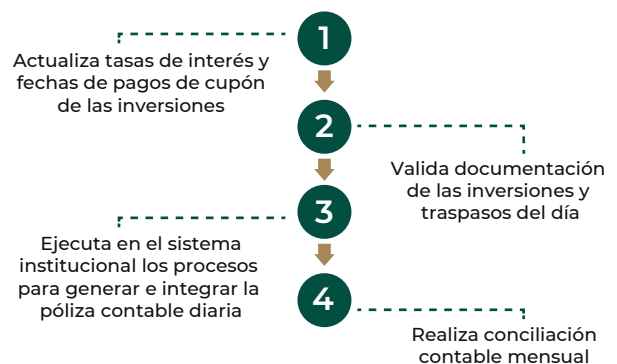 1
Actualiza tasas de interés y
fechas de pagos de cupón
de las inversiones
2
Valida documentación
de las inversiones y
traspasos del día
3
Ejecuta en el sistema
institucional los procesos
para generar e integrar la
póliza contable diaria
4
Realiza conciliación
contable mensual